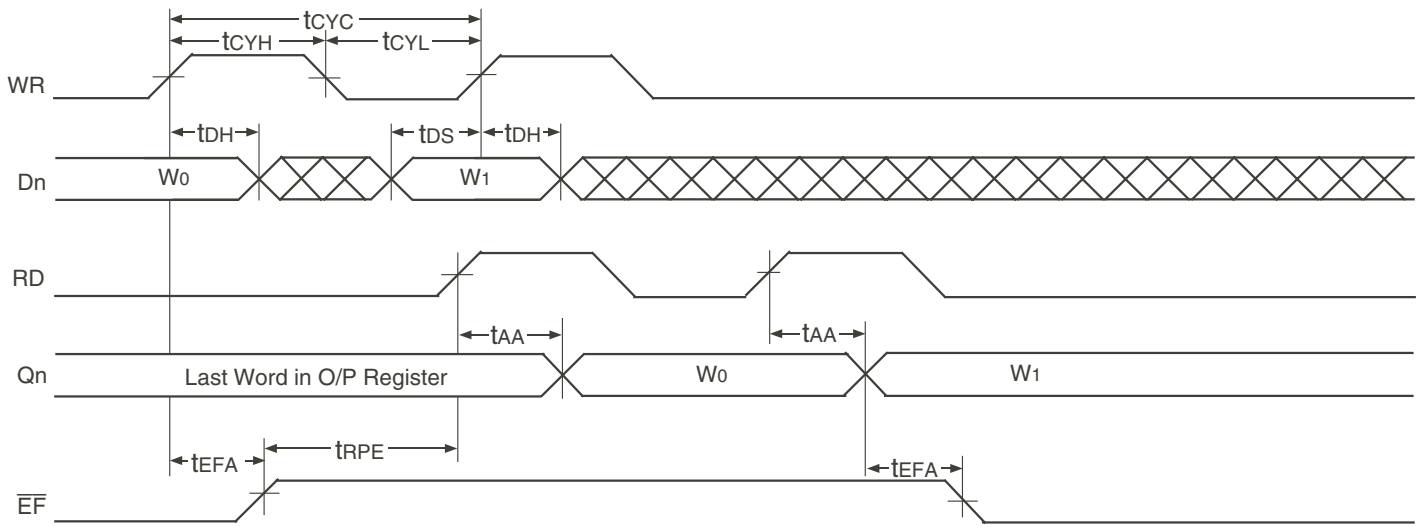 tCYC
tCYH tCYL
WR
tDH tDS tDH
Dn W0 W1
RD
tAA tAA
Qn Last Word in O/P Register W0 W1
tEFA tRPE tEFA
E̅F̅